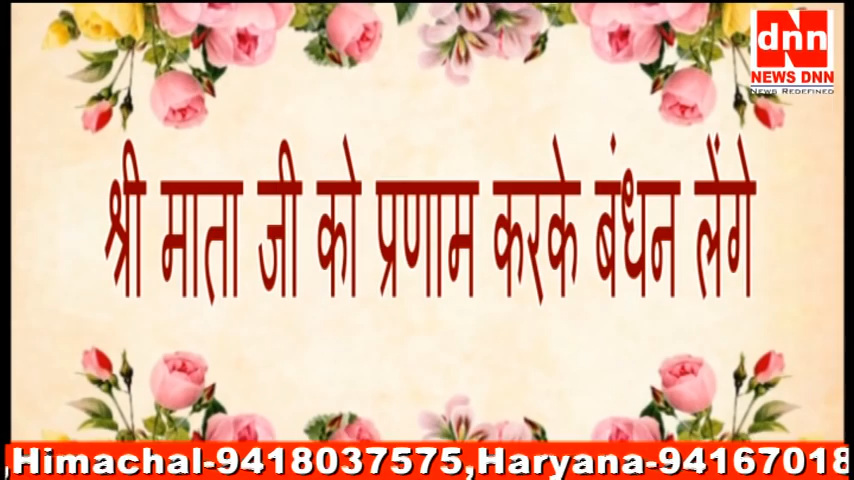 dnn
NEWS DNN
NEWS REDEFINED
श्री माता जी को प्रणाम करके बंधन लेंगे
,Himachal-9418037575,Haryana-94167018